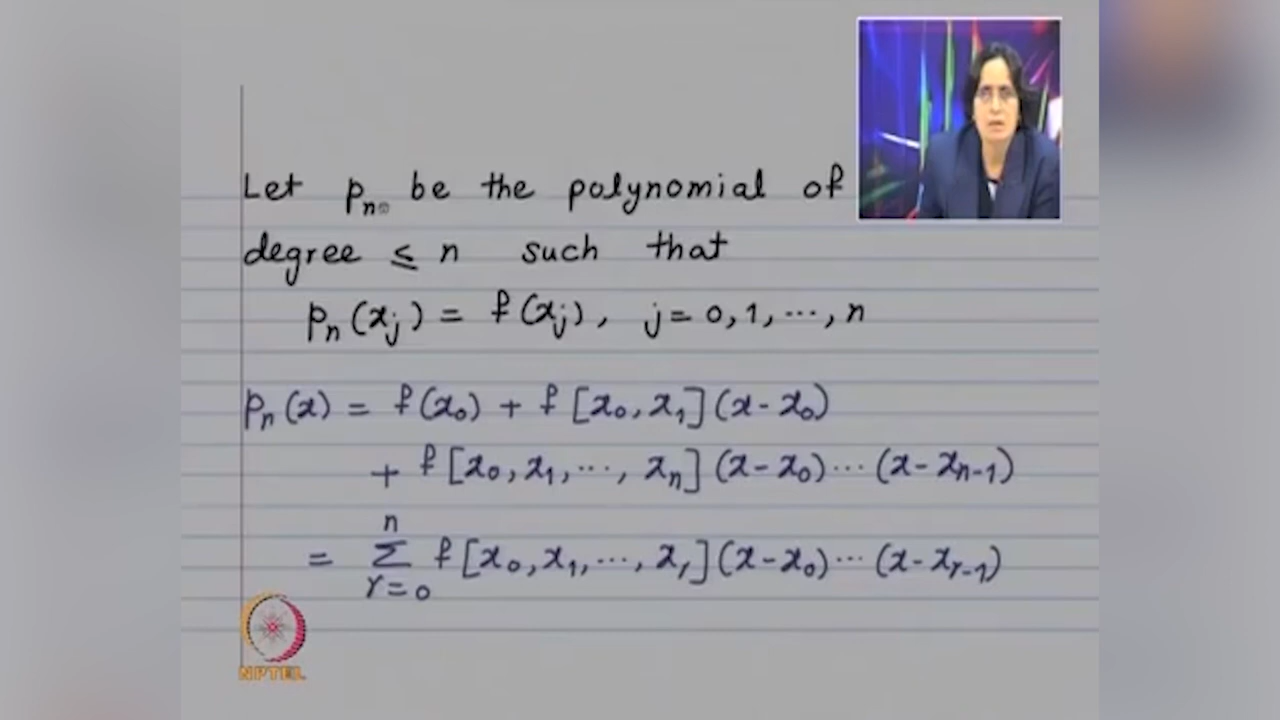 Let pₙ be the polynomial of
degree ≤ n such that
pₙ(xⱼ) = f(xⱼ), j = 0, 1, ⋯, n
pₙ(x) = f(x₀) + f[x₀, x₁](x - x₀)
+ f[x₀, x₁, ⋯, xₙ](x - x₀) ⋯ (x - xₙ₋₁)
n
= Σ f[x₀, x₁, ⋯, xᵣ](x - x₀) ⋯ (x - xᵣ₋₁)
r = 0
NPTEL